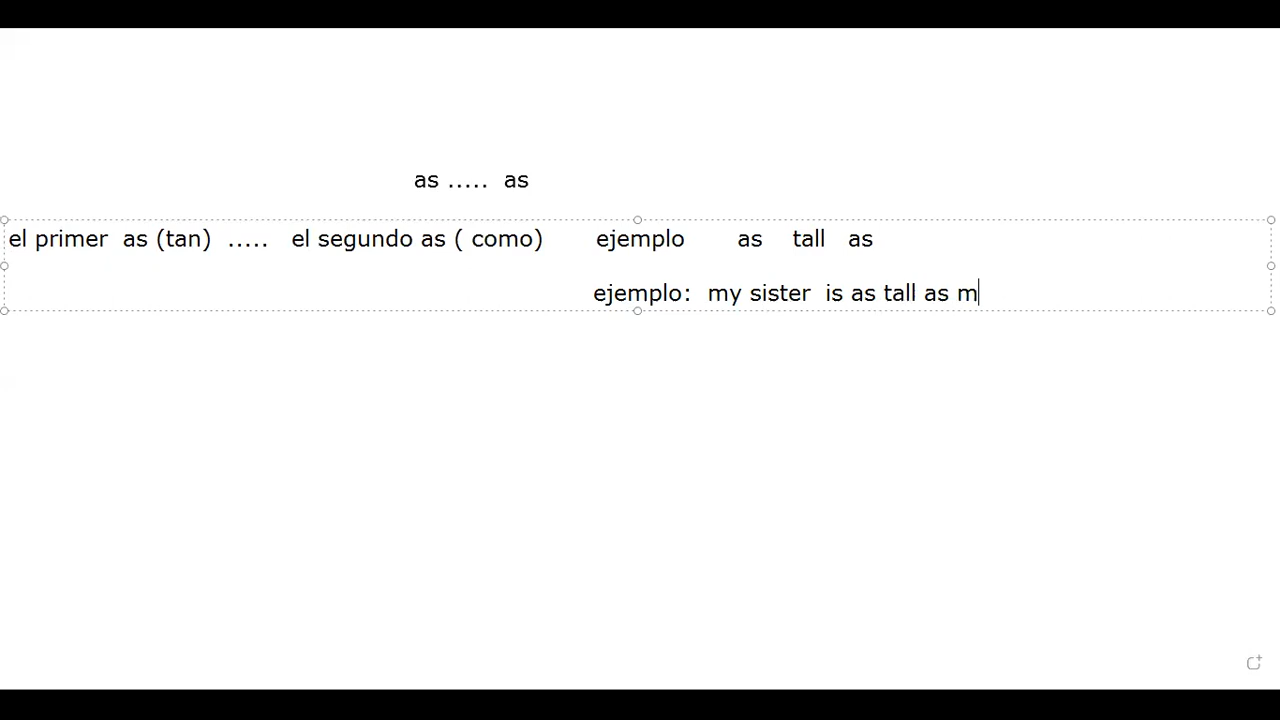 as ..... as
el primer as (tan) ..... el segundo as ( como) ejemplo as tall as
ejemplo: my sister is as tall as m